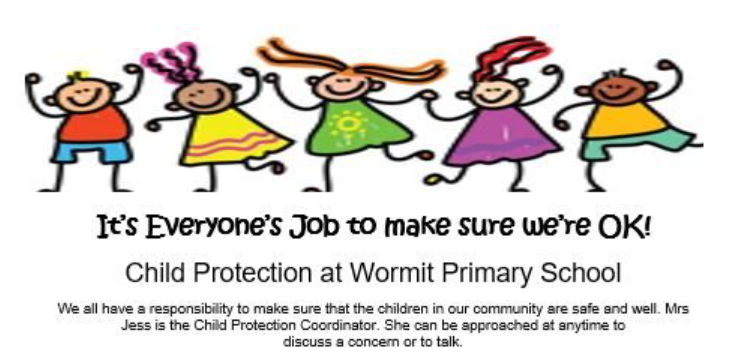 It's Everyone's Job to make sure we're OK!
Child Protection at Wormit Primary School
We all have a responsibility to make sure that the children in our community are safe and well. Mrs
Jess is the Child Protection Coordinator. She can be approached at anytime to
discuss a concern or to talk.